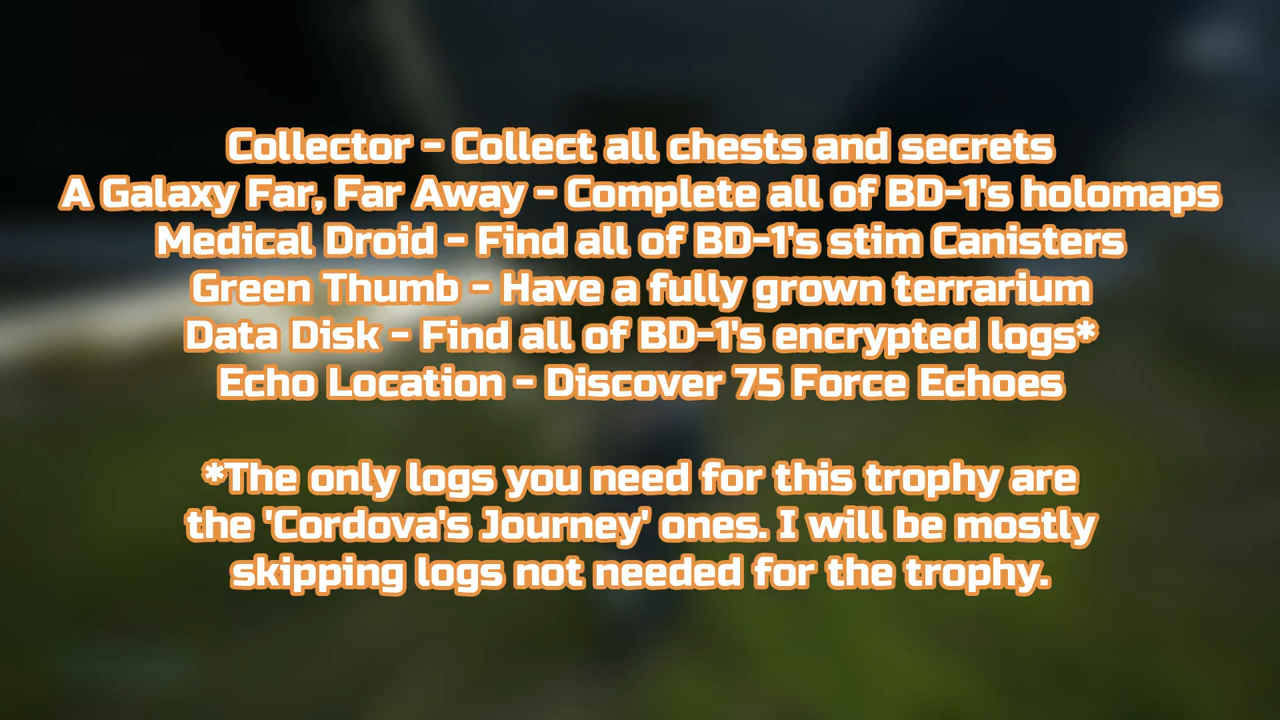 Collector - Collect all chests and secrets
A Galaxy Far, Far Away - Complete all of BD-1's holomaps
Medical Droid - Find all of BD-1's stim Canisters
Green Thumb - Have a fully grown terrarium
Data Disk - Find all of BD-1's encrypted logs*
Echo Location - Discover 75 Force Echoes
*The only logs you need for this trophy are
the 'Cordova's Journey' ones. I will be mostly
skipping logs not needed for the trophy.